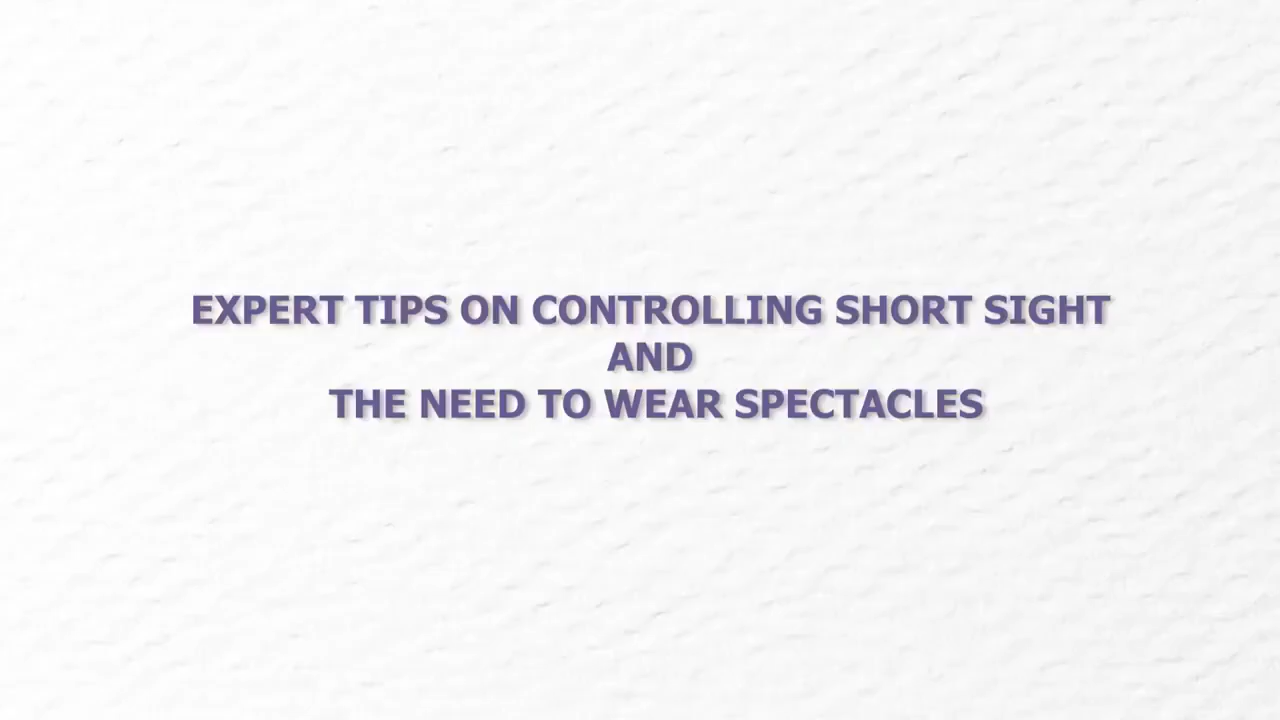 EXPERT TIPS ON CONTROLLING SHORT SIGHT
AND
THE NEED TO WEAR SPECTACLES